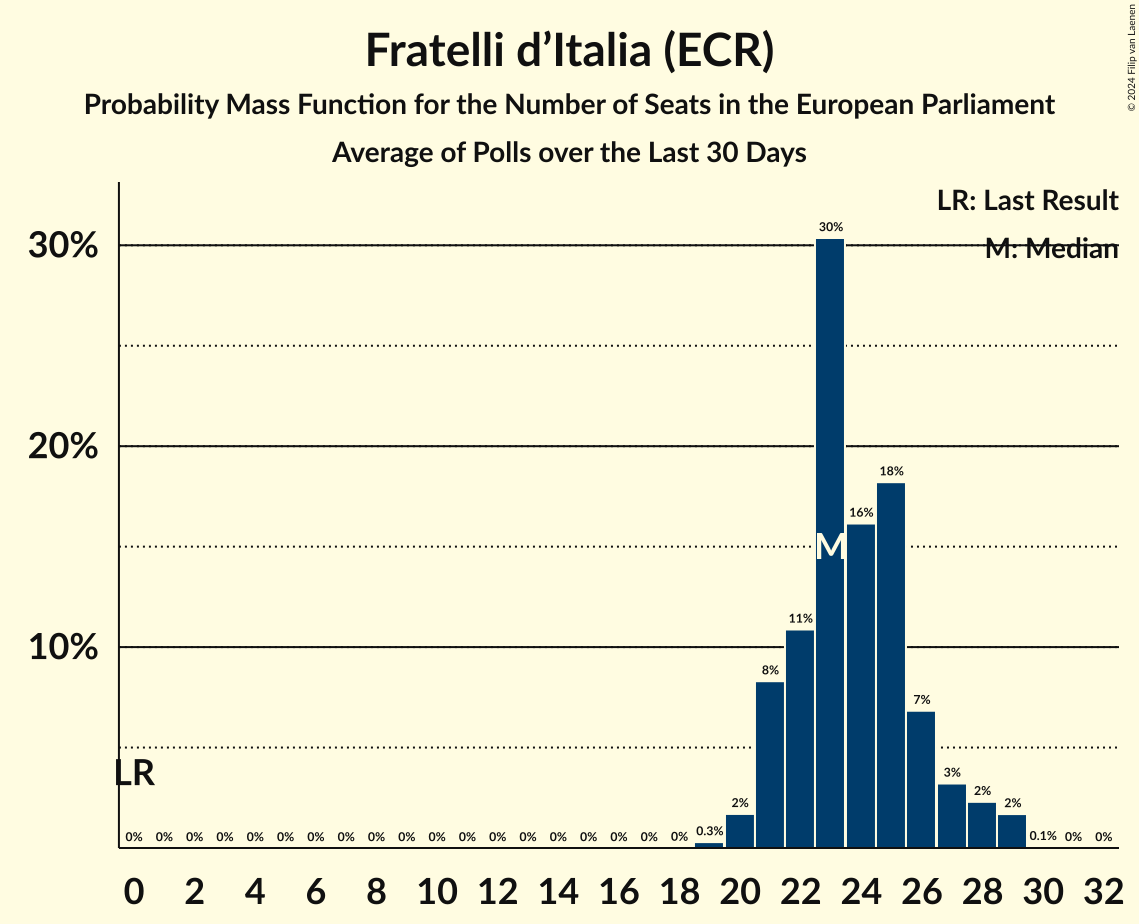 Fratelli d’Italia (ECR)
Probability Mass Function for the Number of Seats in the European Parliament
Average of Polls over the Last 30 Days
© 2024 Filip van Laenen
LR: Last Result
M: Median
30%
20%
10%
30%
18%
16%
M
11%
8%
7%
LR
3%
2%
2%
2%
0% 0% 0% 0% 0% 0% 0% 0% 0% 0% 0% 0% 0% 0% 0% 0% 0% 0% 0% 0.3% 0.1% 0% 0%
0 2 4 6 8 10 12 14 16 18 20 22 24 26 28 30 32